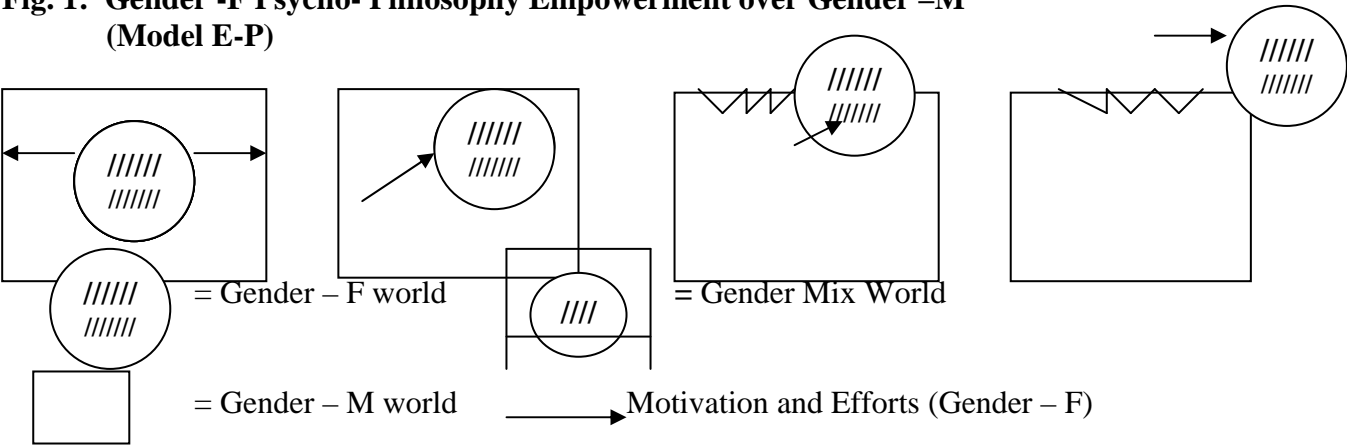 Fig. 1: Gender -F Psycho- Philosophy Empowerment over Gender –M
(Model E-P)
= Gender – F world
= Gender Mix World
= Gender – M world
Motivation and Efforts (Gender – F)